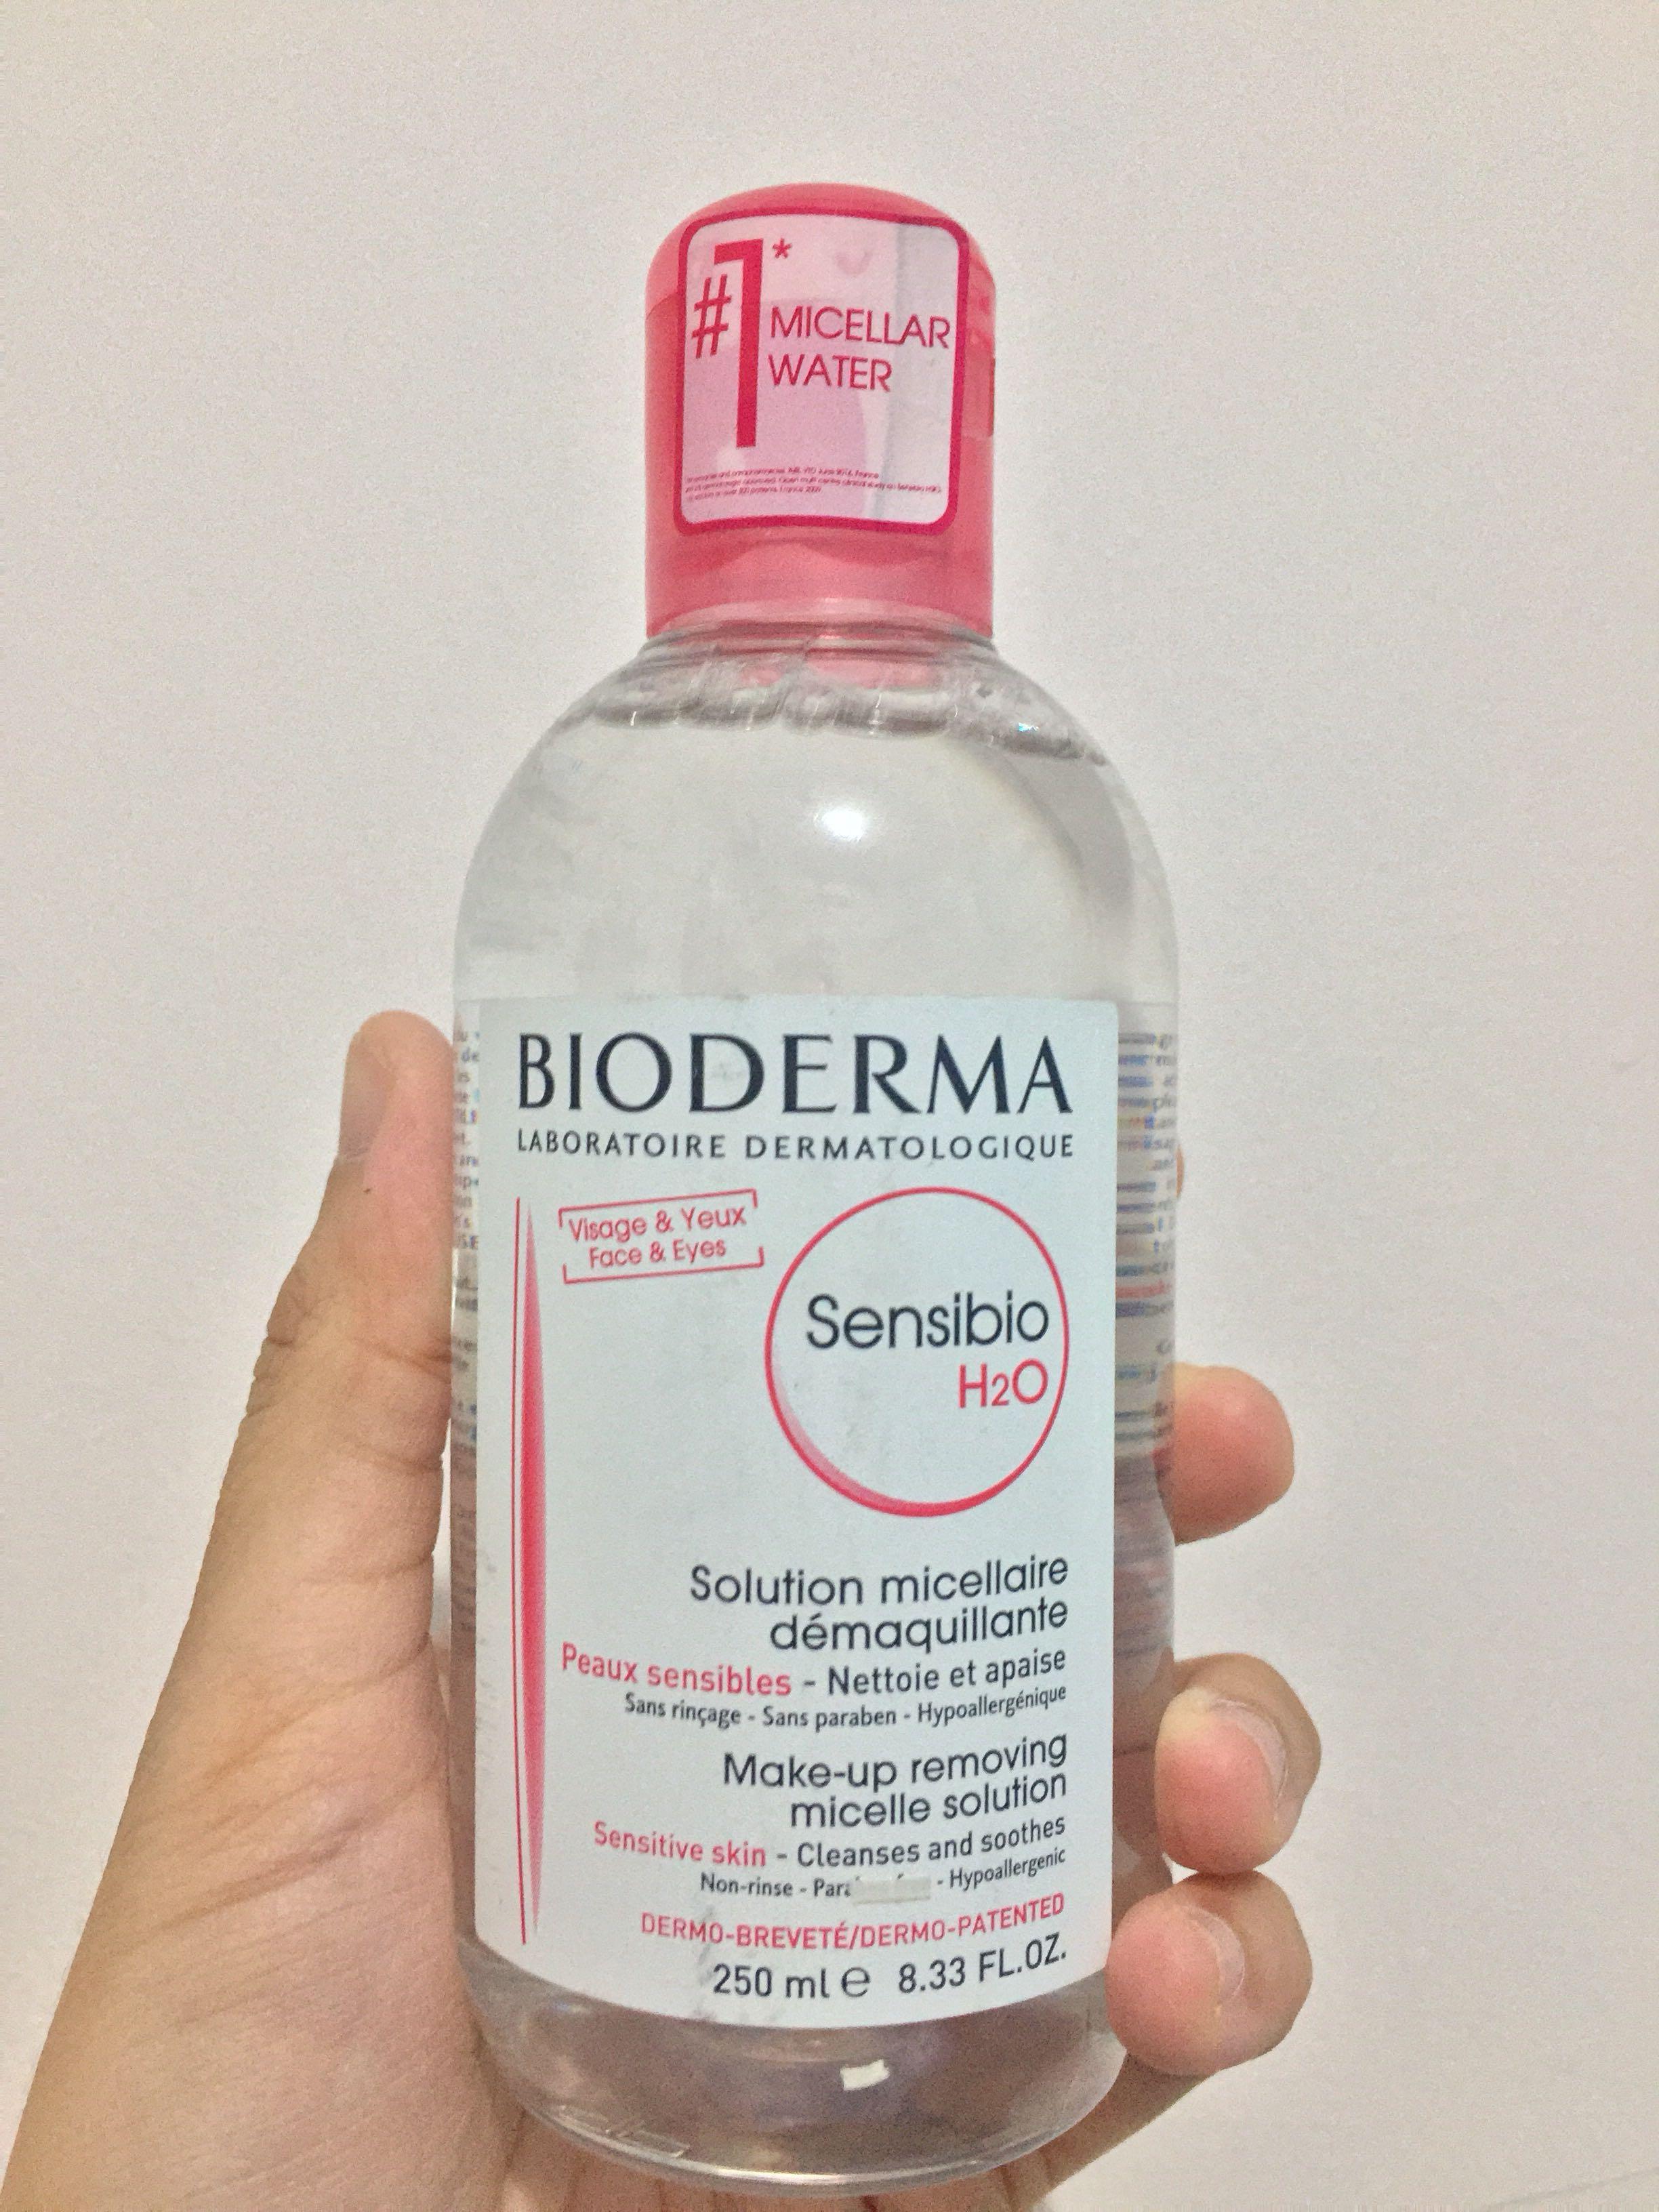 #1*
MICELLAR
WATER
BIODERMA
LABORATOIRE DERMATOLOGIQUE
Visage & Yeux
Face & Eyes
Sensibio
H2O
Solution micellaire
démaquillante
Peaux sensibles - Nettoie et apaise
Sans rinçage - Sans paraben - Hypoallergénique
Make-up removing
micelle solution
Sensitive skin - Cleanses and soothes
Non-rinse - - Hypoallergenic
DERMO-BREVETÉ/DERMO-PATENTED
250 ml e 8.33 FL.OZ.